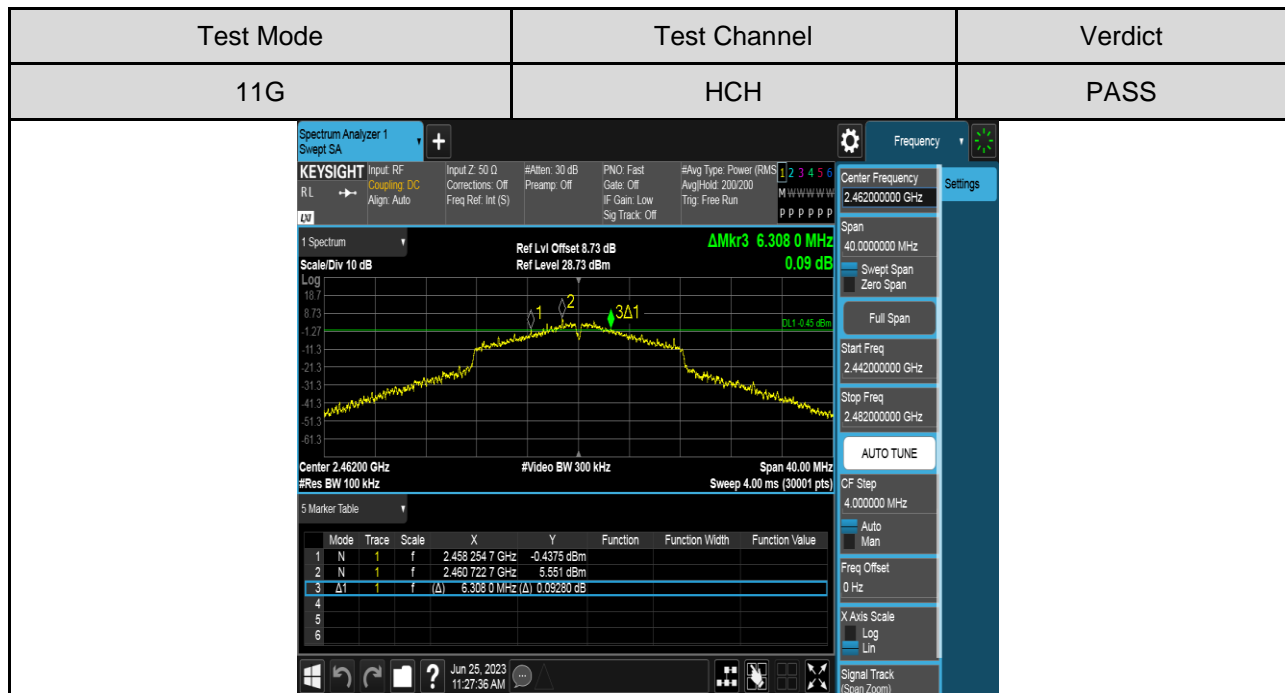 Test Mode Test Channel Verdict
11G HCH PASS
Spectrum Analyzer 1
Swept SA
+
Frequency
Settings
KEYSIGHT Input: RF Input Z: 50 Ω #Atten: 30 dB PNO: Fast #Avg Type: Power (RMS 1 2 3 4 5 6
RL Coupling: DC Corrections: Off Preamp: Off Gate: Off Avg|Hold: 200/200 M W W W W W
Align: Auto Freq Ref: Int (S) IF Gain: Low Trig: Free Run
LXI Sig Track: Off P P P P P P
1 Spectrum Ref Lvl Offset 8.73 dB ΔMkr3 6.308 0 MHz
Scale/Div 10 dB Ref Level 28.73 dBm 0.09 dB
Log
18.7
8.73
-1.27
-11.3
-21.3
-31.3
-41.3
-51.3
-61.3
1
2
3Δ1
DL1 -0.45 dBm
Center 2.46200 GHz #Video BW 300 kHz Span 40.00 MHz
#Res BW 100 kHz Sweep 4.00 ms (30001 pts)
5 Marker Table
Mode Trace Scale X Y Function Function Width Function Value
1 N 1 f 2.458 254 7 GHz -0.4375 dBm
2 N 1 f 2.460 722 7 GHz 5.551 dBm
3 Δ1 1 f (Δ) 6.308 0 MHz (Δ) 0.09280 dB
4
5
6
Center Frequency
2.462000000 GHz
Span
40.0000000 MHz
Swept Span
Zero Span
Full Span
Start Freq
2.442000000 GHz
Stop Freq
2.482000000 GHz
AUTO TUNE
CF Step
4.000000 MHz
Auto
Man
Freq Offset
0 Hz
X Axis Scale
Log
Lin
Signal Track
(Span Zoom)
? Jun 25, 2023
11:27:36 AM